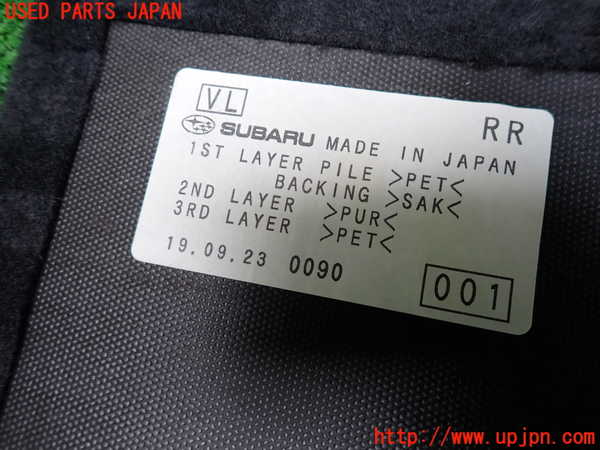 USED PARTS JAPAN
VL
RR
SUBARU MADE IN JAPAN
1ST LAYER PILE >PET<
BACKING >SAK<
2ND LAYER >PUR<
3RD LAYER >PET<
19.09.23 0090
001
http://www.upjpn.com/